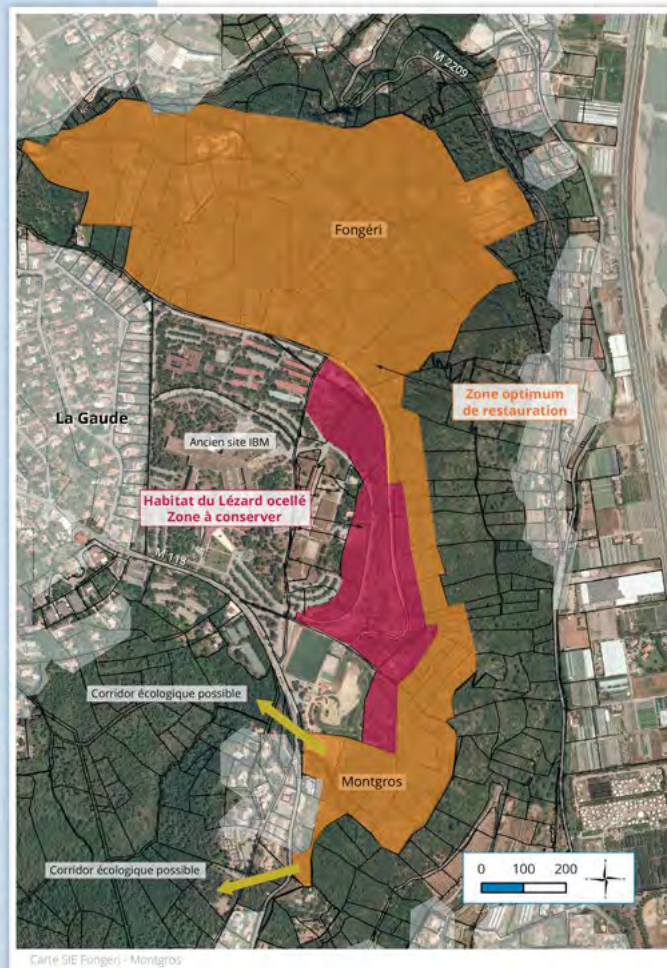 M 2209
Fongéri
Zone optimum
de restauration
La Gaude
Ancien site IBM
Habitat du Lézard ocellé
Zone à conserver
M 118
Corridor écologique possible
Montgros
Corridor écologique possible
0 100 200
Carte SIE Fongeri - Montgros